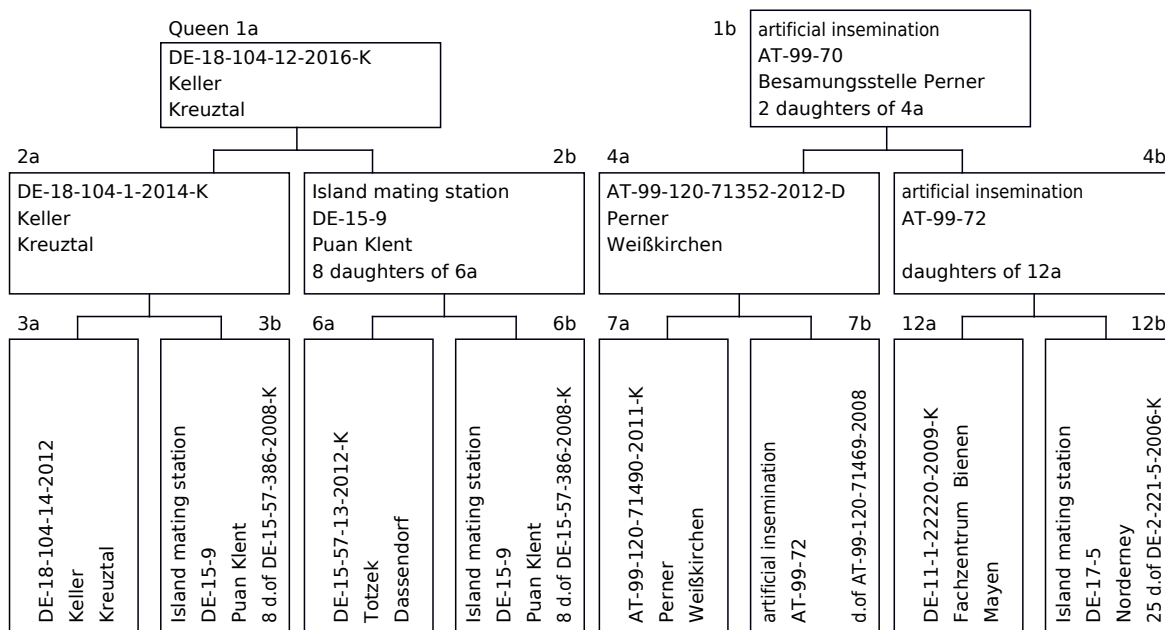 Queen 1a
DE-18-104-12-2016-K
Keller
Kreuztal
1b
artificial insemination
AT-99-70
Besamungsstelle Perner
2 daughters of 4a
2a
DE-18-104-1-2014-K
Keller
Kreuztal
2b
Island mating station
DE-15-9
Puan Klent
8 daughters of 6a
4a
AT-99-120-71352-2012-D
Perner
Weißkirchen
4b
artificial insemination
AT-99-72
daughters of 12a
3a
DE-18-104-14-2012
Keller
Kreuztal
3b
Island mating station
DE-15-9
Puan Klent
8 d.of DE-15-57-386-2008-K
6a
DE-15-57-13-2012-K
Totzek
Dassendorf
6b
Island mating station
DE-15-9
Puan Klent
8 d.of DE-15-57-386-2008-K
7a
AT-99-120-71490-2011-K
Perner
Weißkirchen
7b
artificial insemination
AT-99-72
d.of AT-99-120-71469-2008
12a
DE-11-1-22220-2009-K
Fachzentrum Bienen
Mayen
12b
Island mating station
DE-17-5
Norderney
25 d.of DE-2-221-5-2006-K